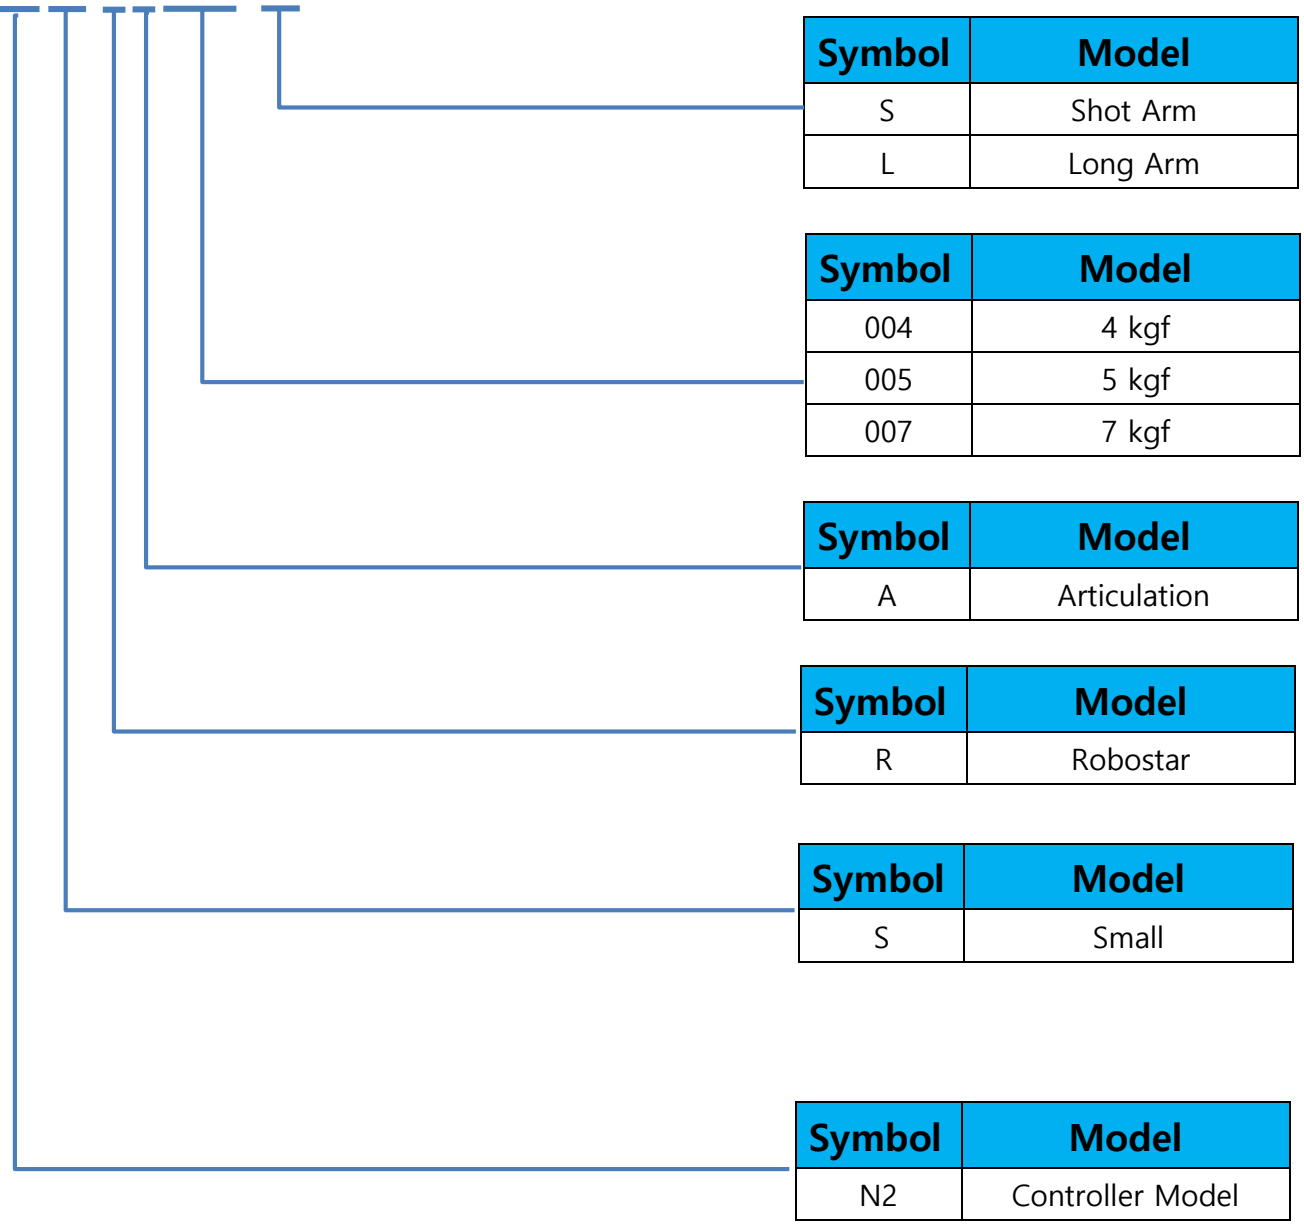 Symbol Model
S Shot Arm
L Long Arm
Symbol Model
004 4 kgf
005 5 kgf
007 7 kgf
Symbol Model
A Articulation
Symbol Model
R Robostar
Symbol Model
S Small
Symbol Model
N2 Controller Model